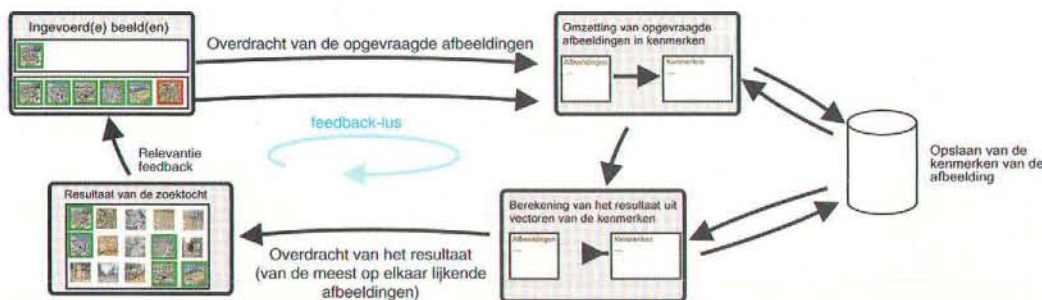 Ingevoerd(e) beeld(en)
Overdracht van de opgevraagde afbeeldingen
Omzetting van opgevraagde
afbeeldingen in kenmerken
Afbeeldingen
...
Kenmerken
...
feedback-lus
Relevantie
feedback
Opslaan van de
kenmerken van de
afbeelding
Resultaat van de zoektocht
Berekening van het resultaat uit
vectoren van de kenmerken
Afbeeldingen
...
Kenmerken
...
Overdracht van het resultaat
(van de meest op elkaar lijkende
afbeeldingen)